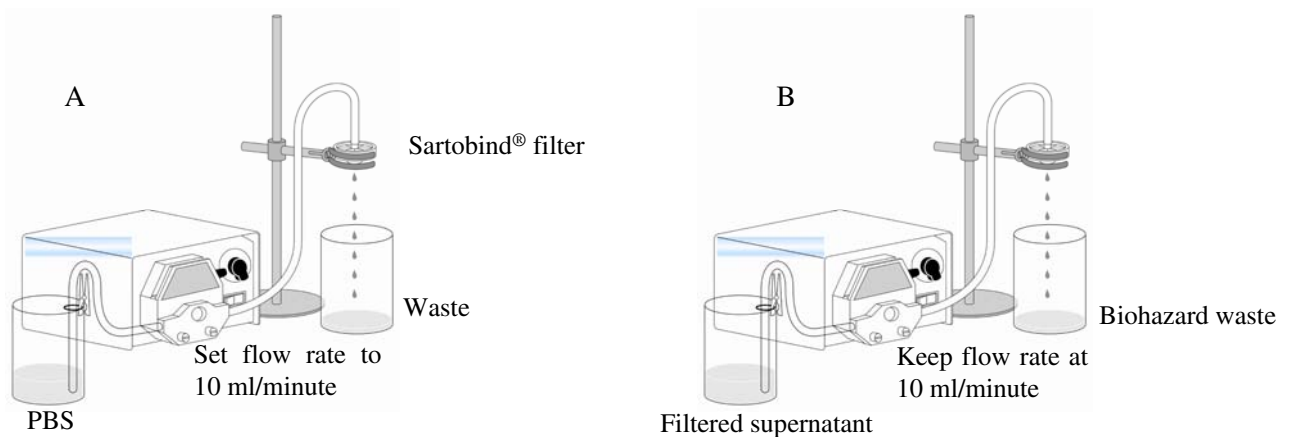 A
Sartobind® filter
Waste
Set flow rate to
10 ml/minute
PBS
B
Biohazard waste
Keep flow rate at
10 ml/minute
Filtered supernatant